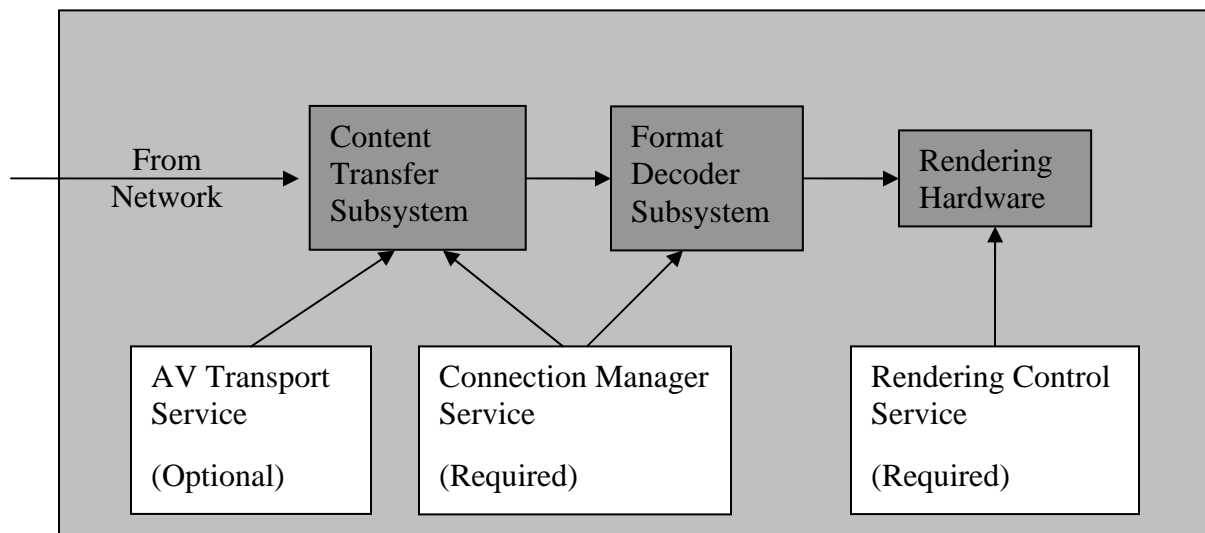 From
Network
Content
Transfer
Subsystem
Format
Decoder
Subsystem
Rendering
Hardware
AV Transport
Service
(Optional)
Connection Manager
Service
(Required)
Rendering Control
Service
(Required)